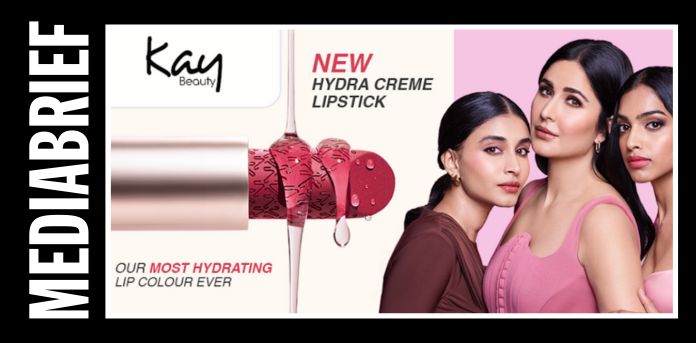 MEDIABRIEF
Kay
Beauty
NEW
HYDRA CREME
LIPSTICK
OUR MOST HYDRATING
LIP COLOUR EVER